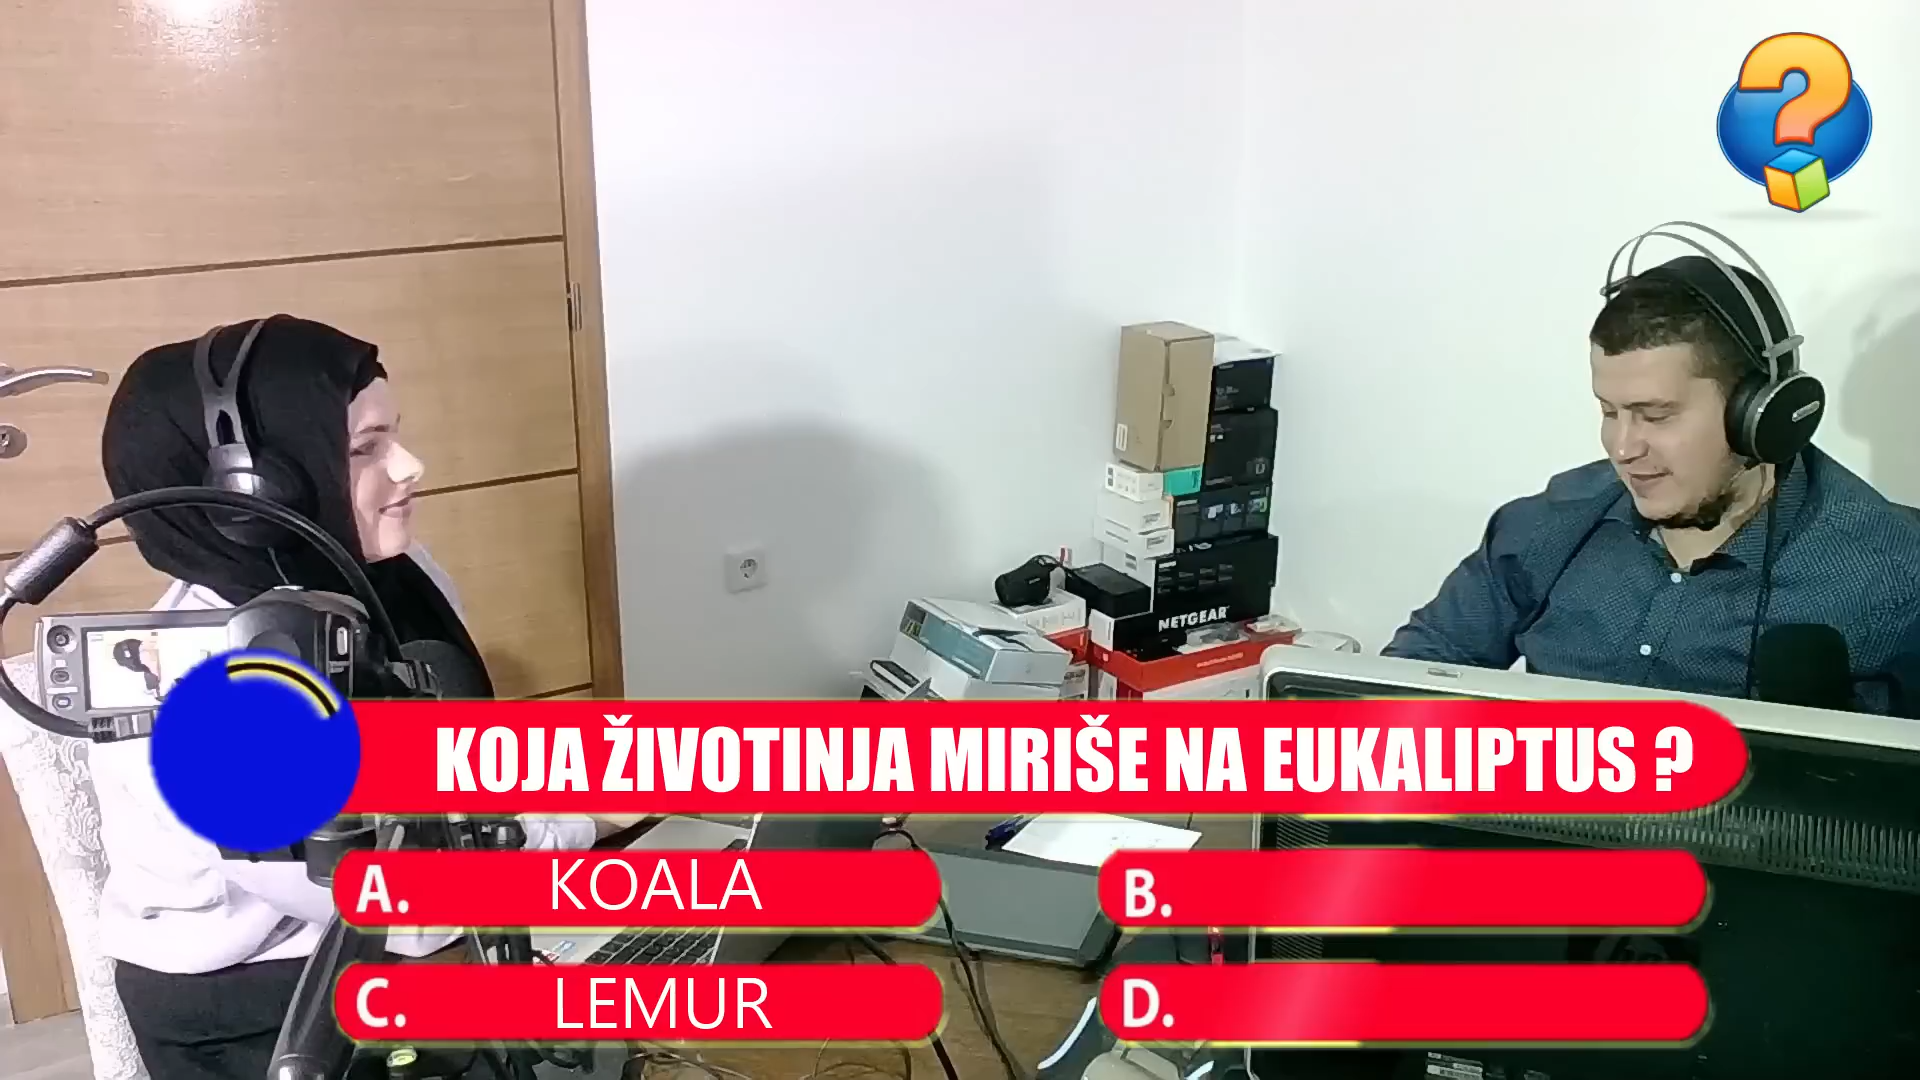 NETGEAR
KOJA ŽIVOTINJA MIRIŠE NA EUKALIPTUS ?
A. KOALA
B.
C. LEMUR
D.